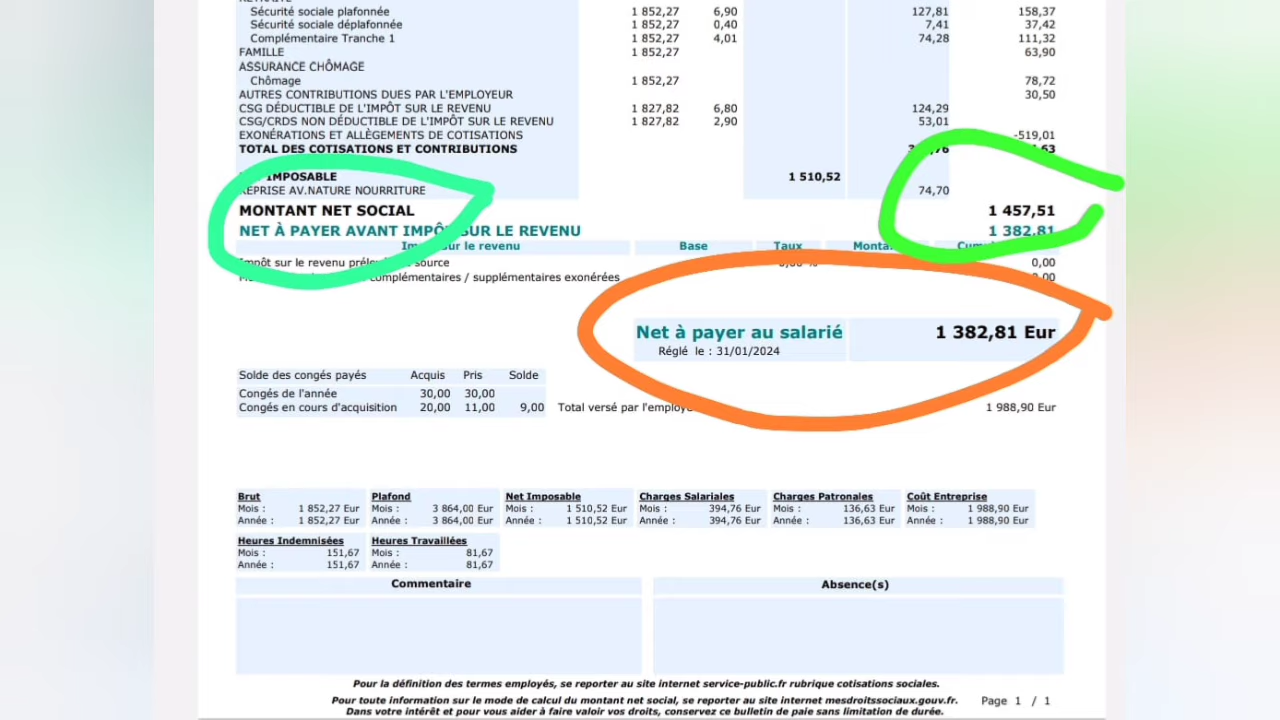 Sécurité sociale plafonnée 1 852,27 6,90 127,81 158,37
Sécurité sociale déplafonnée 1 852,27 0,40 7,41 37,42
Complémentaire Tranche 1 1 852,27 4,01 74,28 111,32
FAMILLE 1 852,27 63,90
ASSURANCE CHÔMAGE
Chômage 1 852,27 78,72
AUTRES CONTRIBUTIONS DUES PAR L'EMPLOYEUR 30,50
CSG DÉDUCTIBLE DE L'IMPÔT SUR LE REVENU 1 827,82 6,80 124,29
CSG/CRDS NON DÉDUCTIBLE DE L'IMPÔT SUR LE REVENU 1 827,82 2,90 53,01
EXONÉRATIONS ET ALLÈGEMENTS DE COTISATIONS -519,01
TOTAL DES COTISATIONS ET CONTRIBUTIONS
IMPOSABLE 1 510,52
REPRISE AV.NATURE NOURRITURE 74,70
MONTANT NET SOCIAL 1 457,51
NET À PAYER AVANT IMPÔT SUR LE REVENU 1 382,81
sur le revenu Base Taux
Impôt sur le revenu source 0,00
complémentaires / supplémentaires exonérées
Net à payer au salarié 1 382,81 Eur
Réglé le : 31/01/2024
Solde des congés payés Acquis Pris Solde
Congés de l'année 30,00 30,00
Congés en cours d'acquisition 20,00 11,00 9,00 Total versé par 1 988,90 Eur
Brut Plafond Net Imposable Charges Salariales Charges Patronales Coût Entreprise
Mois : 1 852,27 Eur Mois : 3 864,00 Eur Mois : 1 510,52 Eur Mois : 394,76 Eur Mois : 136,63 Eur Mois : 1 988,90 Eur
Année : 1 852,27 Eur Année : 3 864,00 Eur Année : 1 510,52 Eur Année : 394,76 Eur Année : 136,63 Eur Année : 1 988,90 Eur
Heures Indemnisées Heures Travaillées
Mois : 151,67 Mois : 81,67
Année : 151,67 Année : 81,67
Commentaire Absence(s)
Pour la définition des termes employés, se reporter au site internet service-public.fr rubrique cotisations sociales.
Pour toute information sur le mode de calcul du montant net social, se reporter au site internet mesdroitssociaux.gouv.fr.
Page 1 / 1
Dans votre intérêt et pour vous aider à faire valoir vos droits, conservez ce bulletin de paie sans limitation de durée.